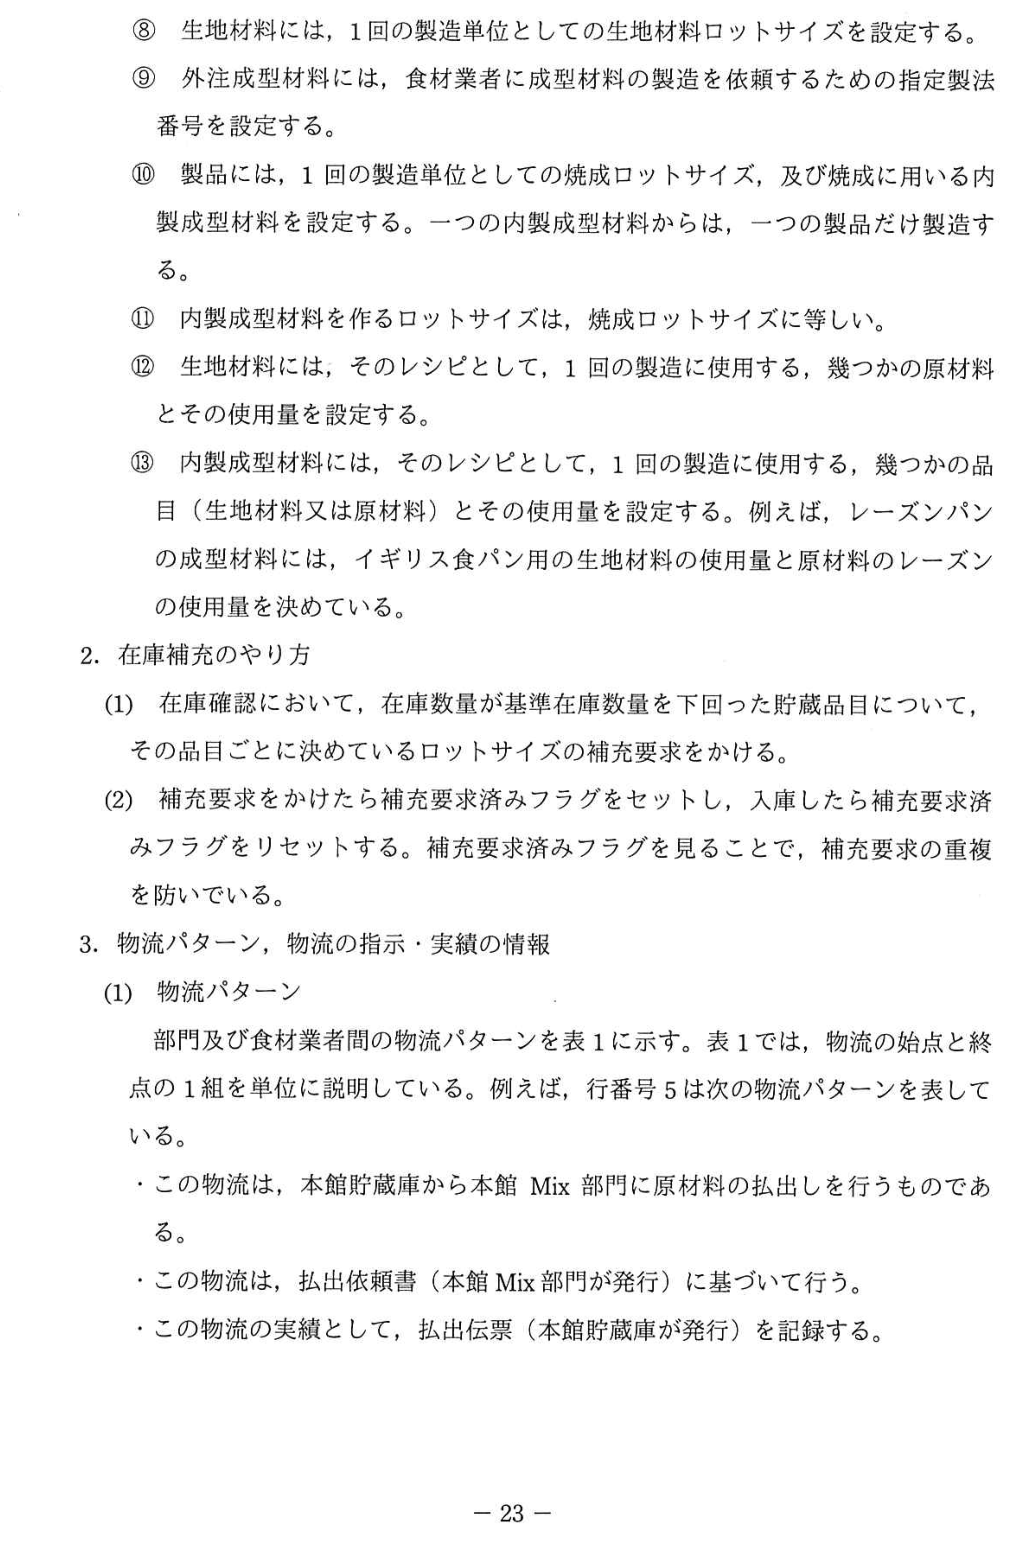 ⑧　生地材料には，1回の製造単位としての生地材料ロットサイズを設定する。
⑨　外注成型材料には，食材業者に成型材料の製造を依頼するための指定製法
番号を設定する。
⑩　製品には，1 回の製造単位としての焼成ロットサイズ，及び焼成に用いる内
製成型材料を設定する。一つの内製成型材料からは，一つの製品だけ製造す
る。
⑪　内製成型材料を作るロットサイズは，焼成ロットサイズに等しい。
⑫　生地材料には，そのレシピとして，1 回の製造に使用する，幾つかの原材料
とその使用量を設定する。
⑬　内製成型材料には，そのレシピとして，1 回の製造に使用する，幾つかの品
目（生地材料又は原材料）とその使用量を設定する。例えば，レーズンパン
の成型材料には，イギリス食パン用の生地材料の使用量と原材料のレーズン
の使用量を決めている。
2．在庫補充のやり方
(1)　在庫確認において，在庫数量が基準在庫数量を下回った貯蔵品目について，
その品目ごとに決めているロットサイズの補充要求をかける。
(2)　補充要求をかけたら補充要求済みフラグをセットし，入庫したら補充要求済
みフラグをリセットする。補充要求済みフラグを見ることで，補充要求の重複
を防いでいる。
3．物流パターン，物流の指示・実績の情報
(1)　物流パターン
部門及び食材業者間の物流パターンを表 1 に示す。表 1 では，物流の始点と終
点の 1 組を単位に説明している。例えば，行番号 5 は次の物流パターンを表して
いる。
・この物流は，本館貯蔵庫から本館 Mix 部門に原材料の払出しを行うものであ
る。
・この物流は，払出依頼書（本館 Mix 部門が発行）に基づいて行う。
・この物流の実績として，払出伝票（本館貯蔵庫が発行）を記録する。
－ 23 －